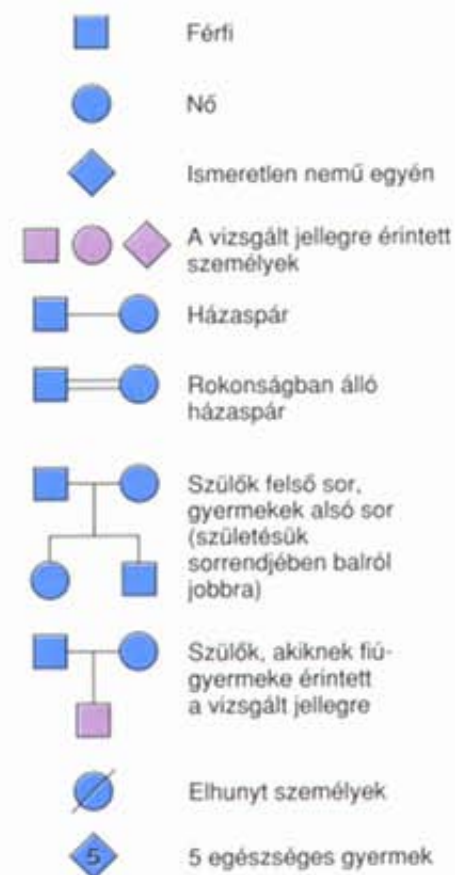 Férfi
Nő
Ismeretlen nemű egyén
A vizsgált jellegre érintett
személyek
Házaspár
Rokonságban álló
házaspár
Szülők felső sor,
gyermekek alsó sor
(születésük
sorrendjében balról
jobbra)
Szülők, akiknek fiú-
gyermeke érintett
a vizsgált jellegre
Elhunyt személyek
5
5 egészséges gyermek